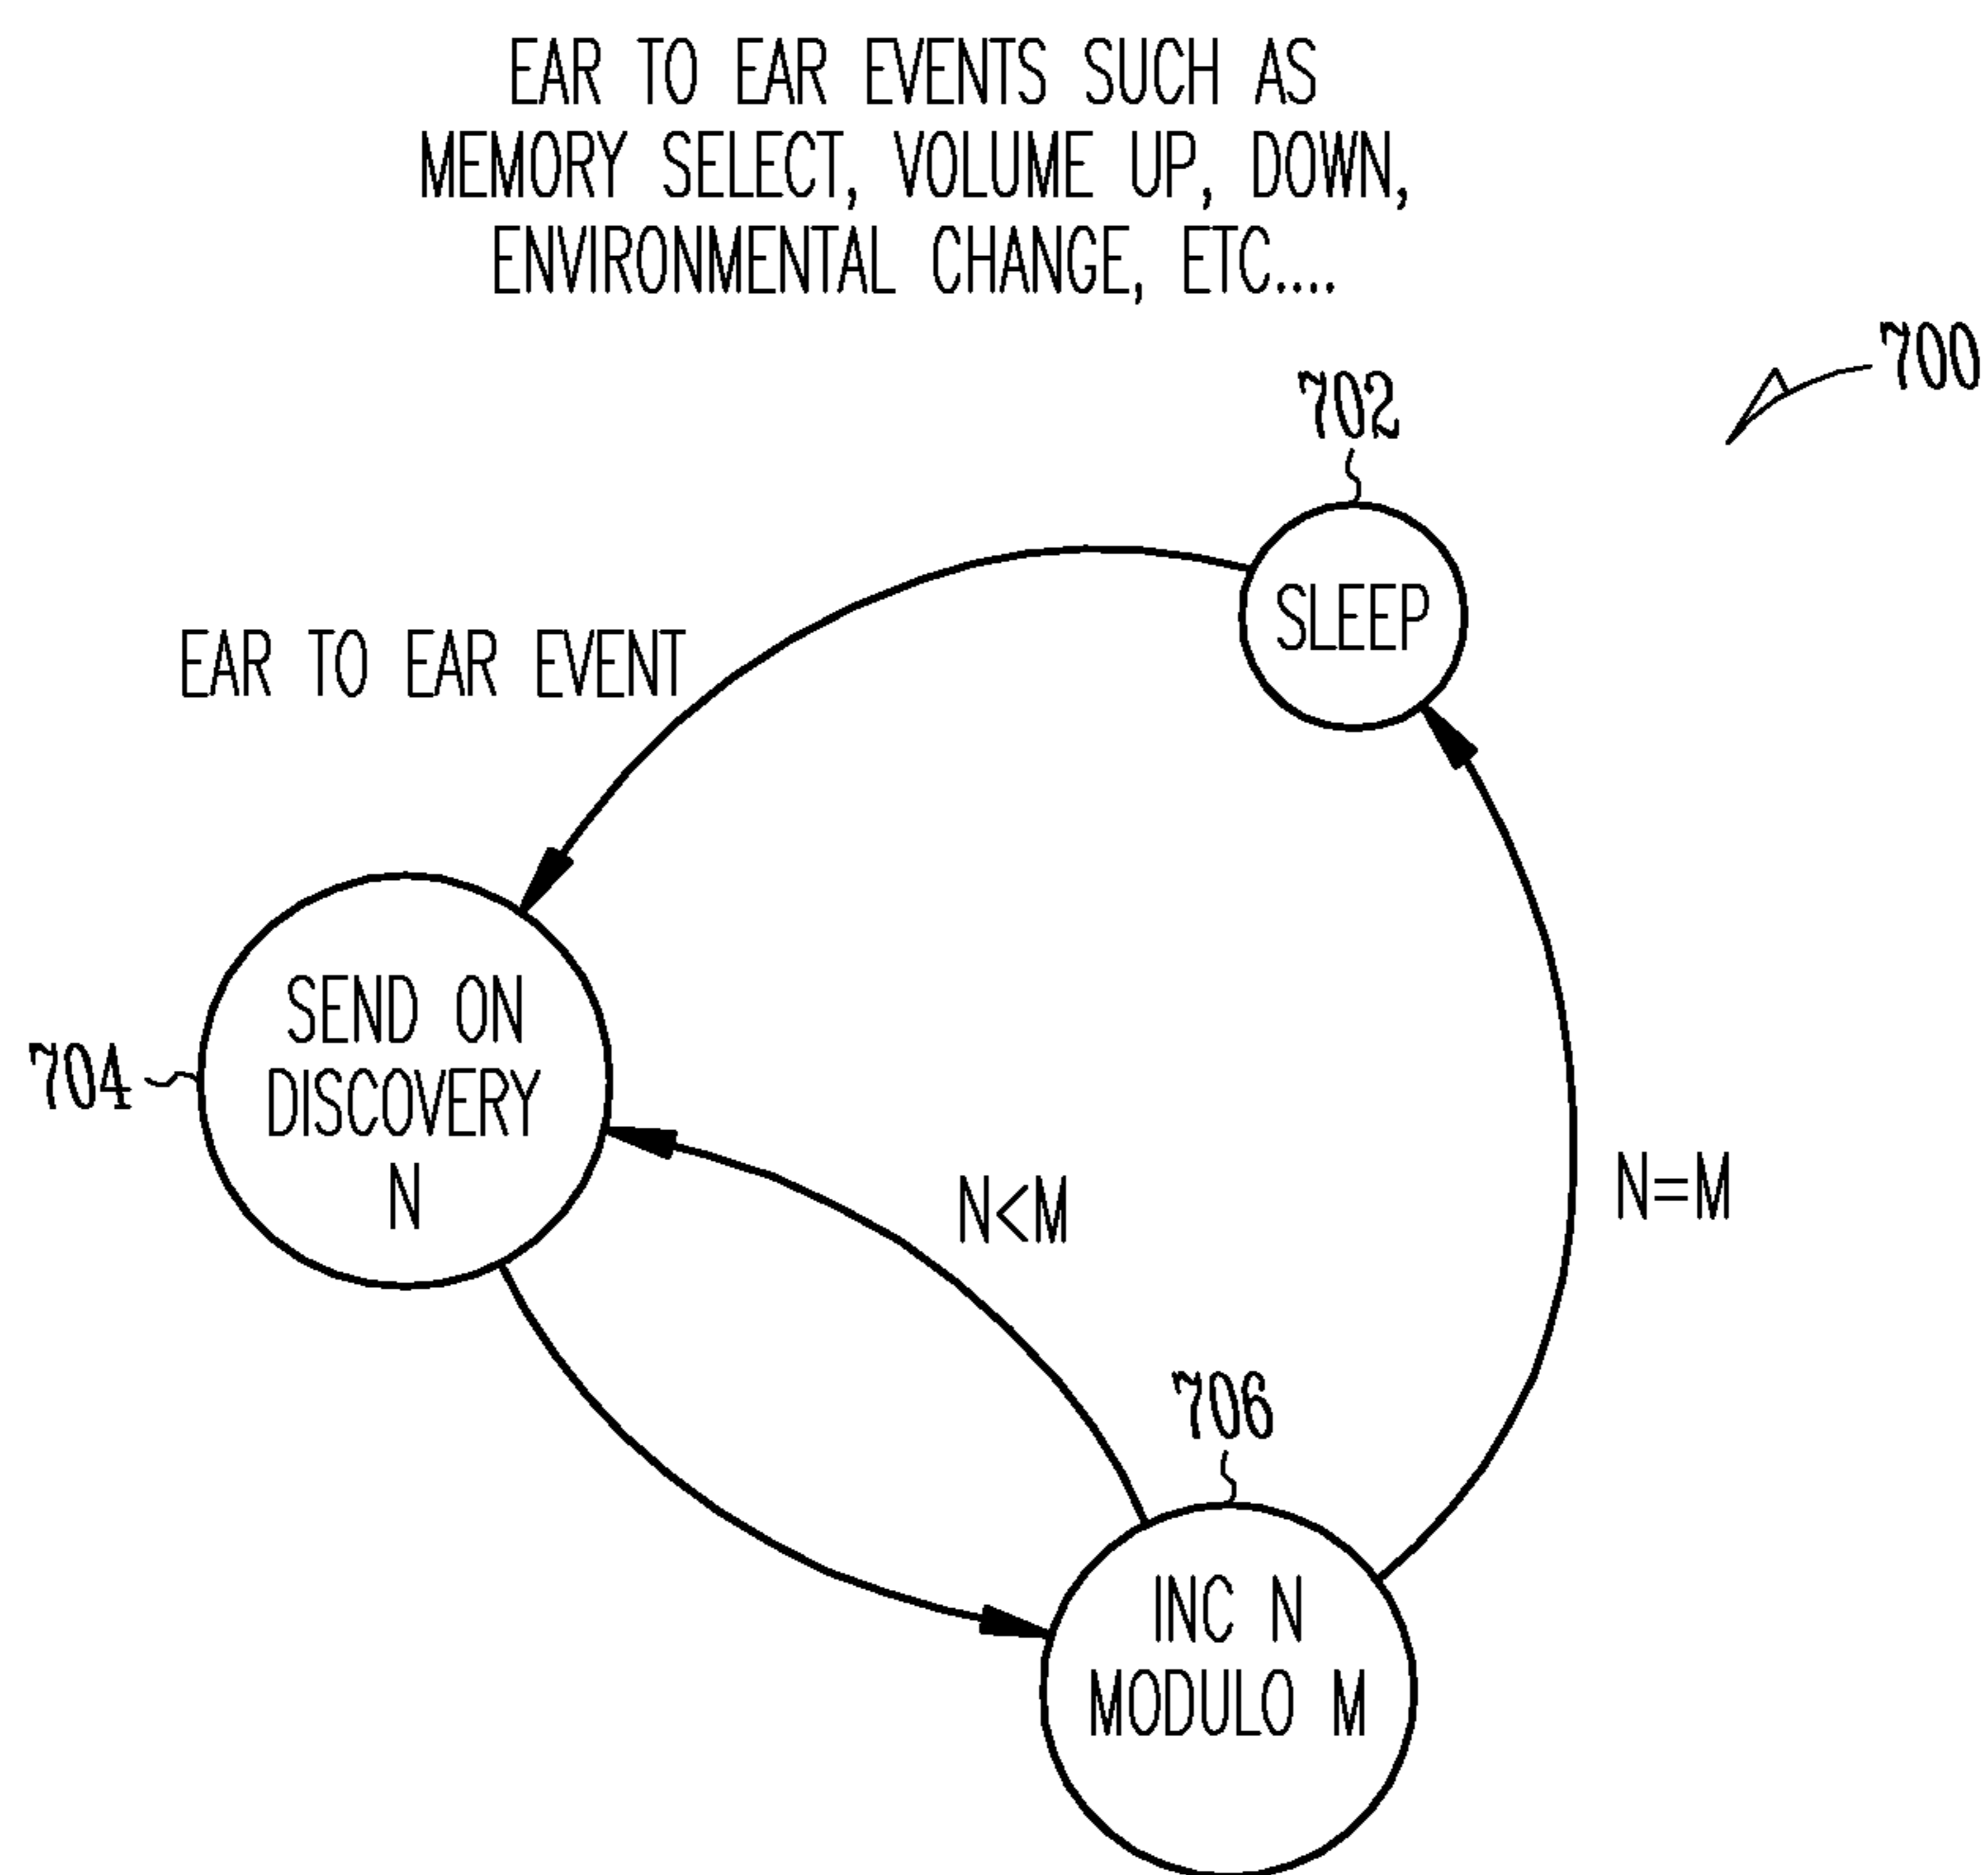 EAR TO EAR EVENTS SUCH AS
MEMORY SELECT, VOLUME UP, DOWN,
ENVIRONMENTAL CHANGE, ETC....
700
702
SLEEP
EAR TO EAR EVENT
704
SEND ON
DISCOVERY
N
N<M
N=M
706
INC N
MODULO M